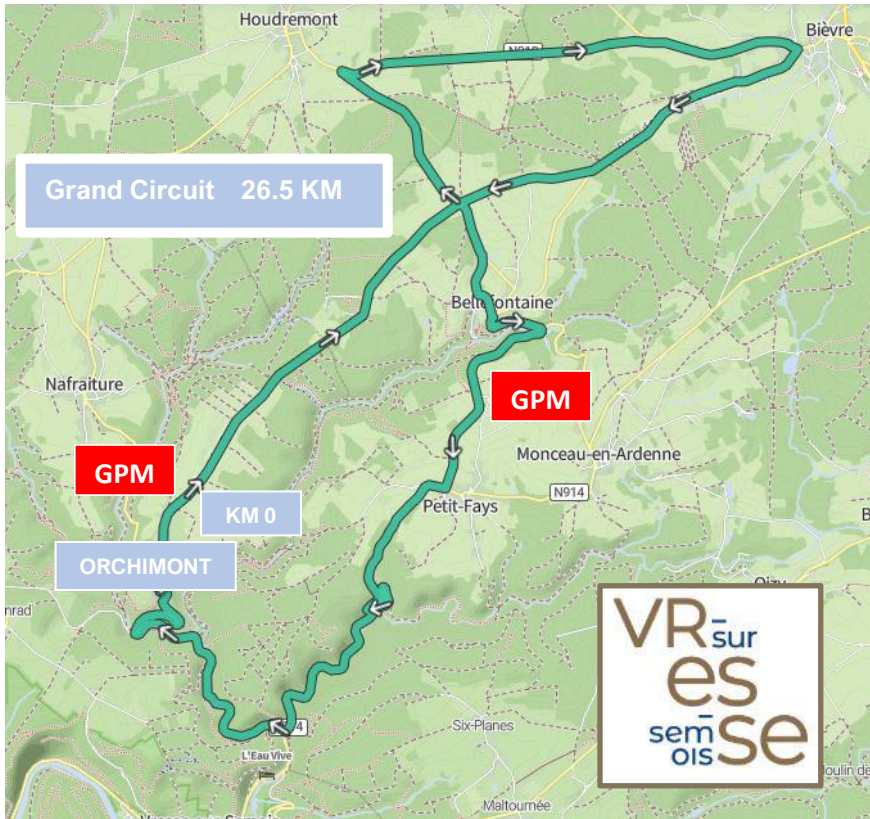 Houdremont
Bièvre
Grand Circuit 26.5 KM
Bellefontaine
Nafraiture
GPM
GPM
Monceau-en-Ardenne
KM 0
N914
Petit-Fays
ORCHIMONT
VR-sur
es
sem-
ois
se
Six-Planes
L'Eau Vive
Maltournée